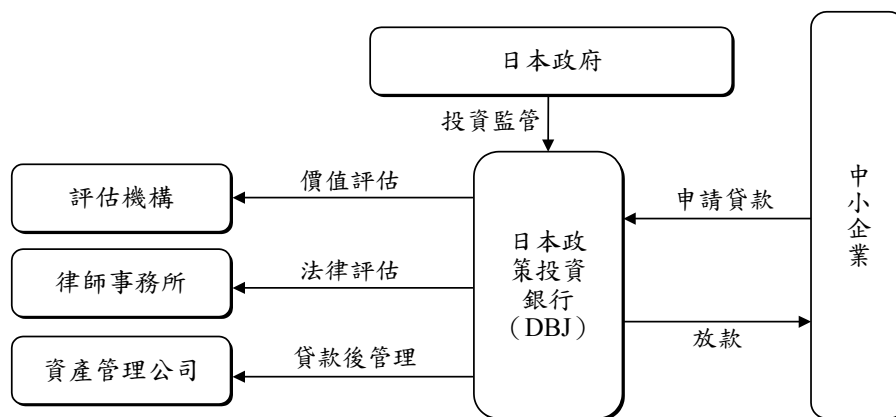 日本政府
投資監管
評估機構
價值評估
律師事務所
法律評估
資產管理公司
貸款後管理
日本政
策投資
銀行
（DBJ）
申請貸款
放款
中
小
企
業